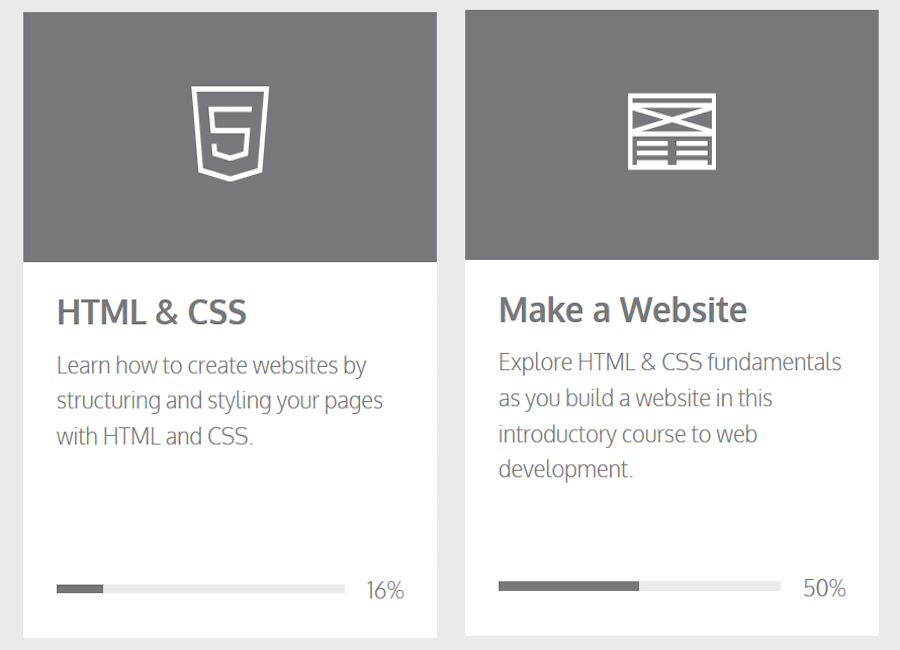 HTML & CSS
Learn how to create websites by
structuring and styling your pages
with HTML and CSS.
16%
Make a Website
Explore HTML & CSS fundamentals
as you build a website in this
introductory course to web
development.
50%